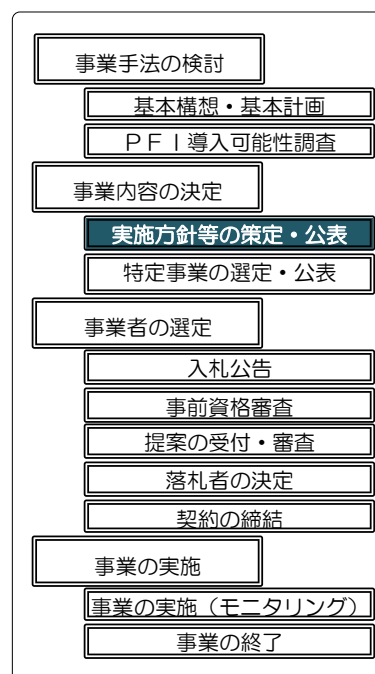 事業手法の検討
基本構想・基本計画
ＰＦＩ導入可能性調査
事業内容の決定
実施方針等の策定・公表
特定事業の選定・公表
事業者の選定
入札公告
事前資格審査
提案の受付・審査
落札者の決定
契約の締結
事業の実施
事業の実施（モニタリング）
事業の終了